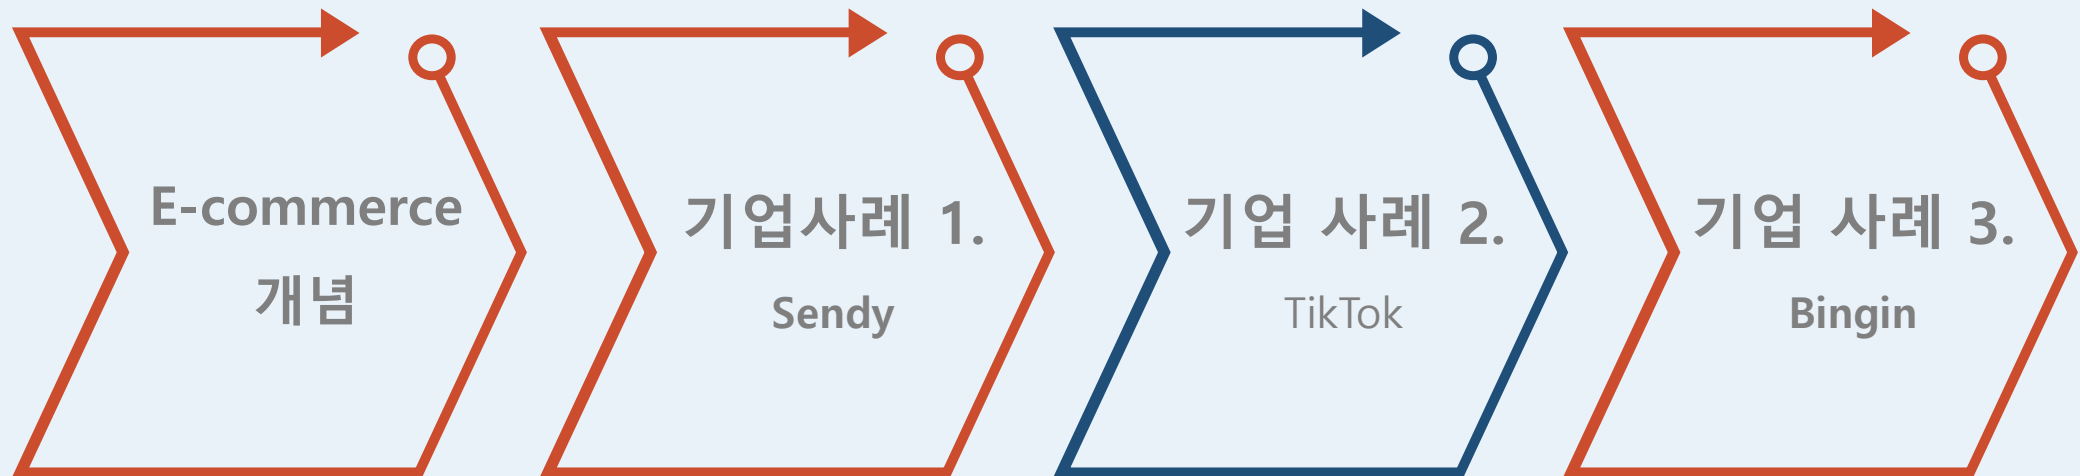 E-commerce
개념
기업사례 1.
Sendy
기업 사례 2.
TikTok
기업 사례 3.
Bingin